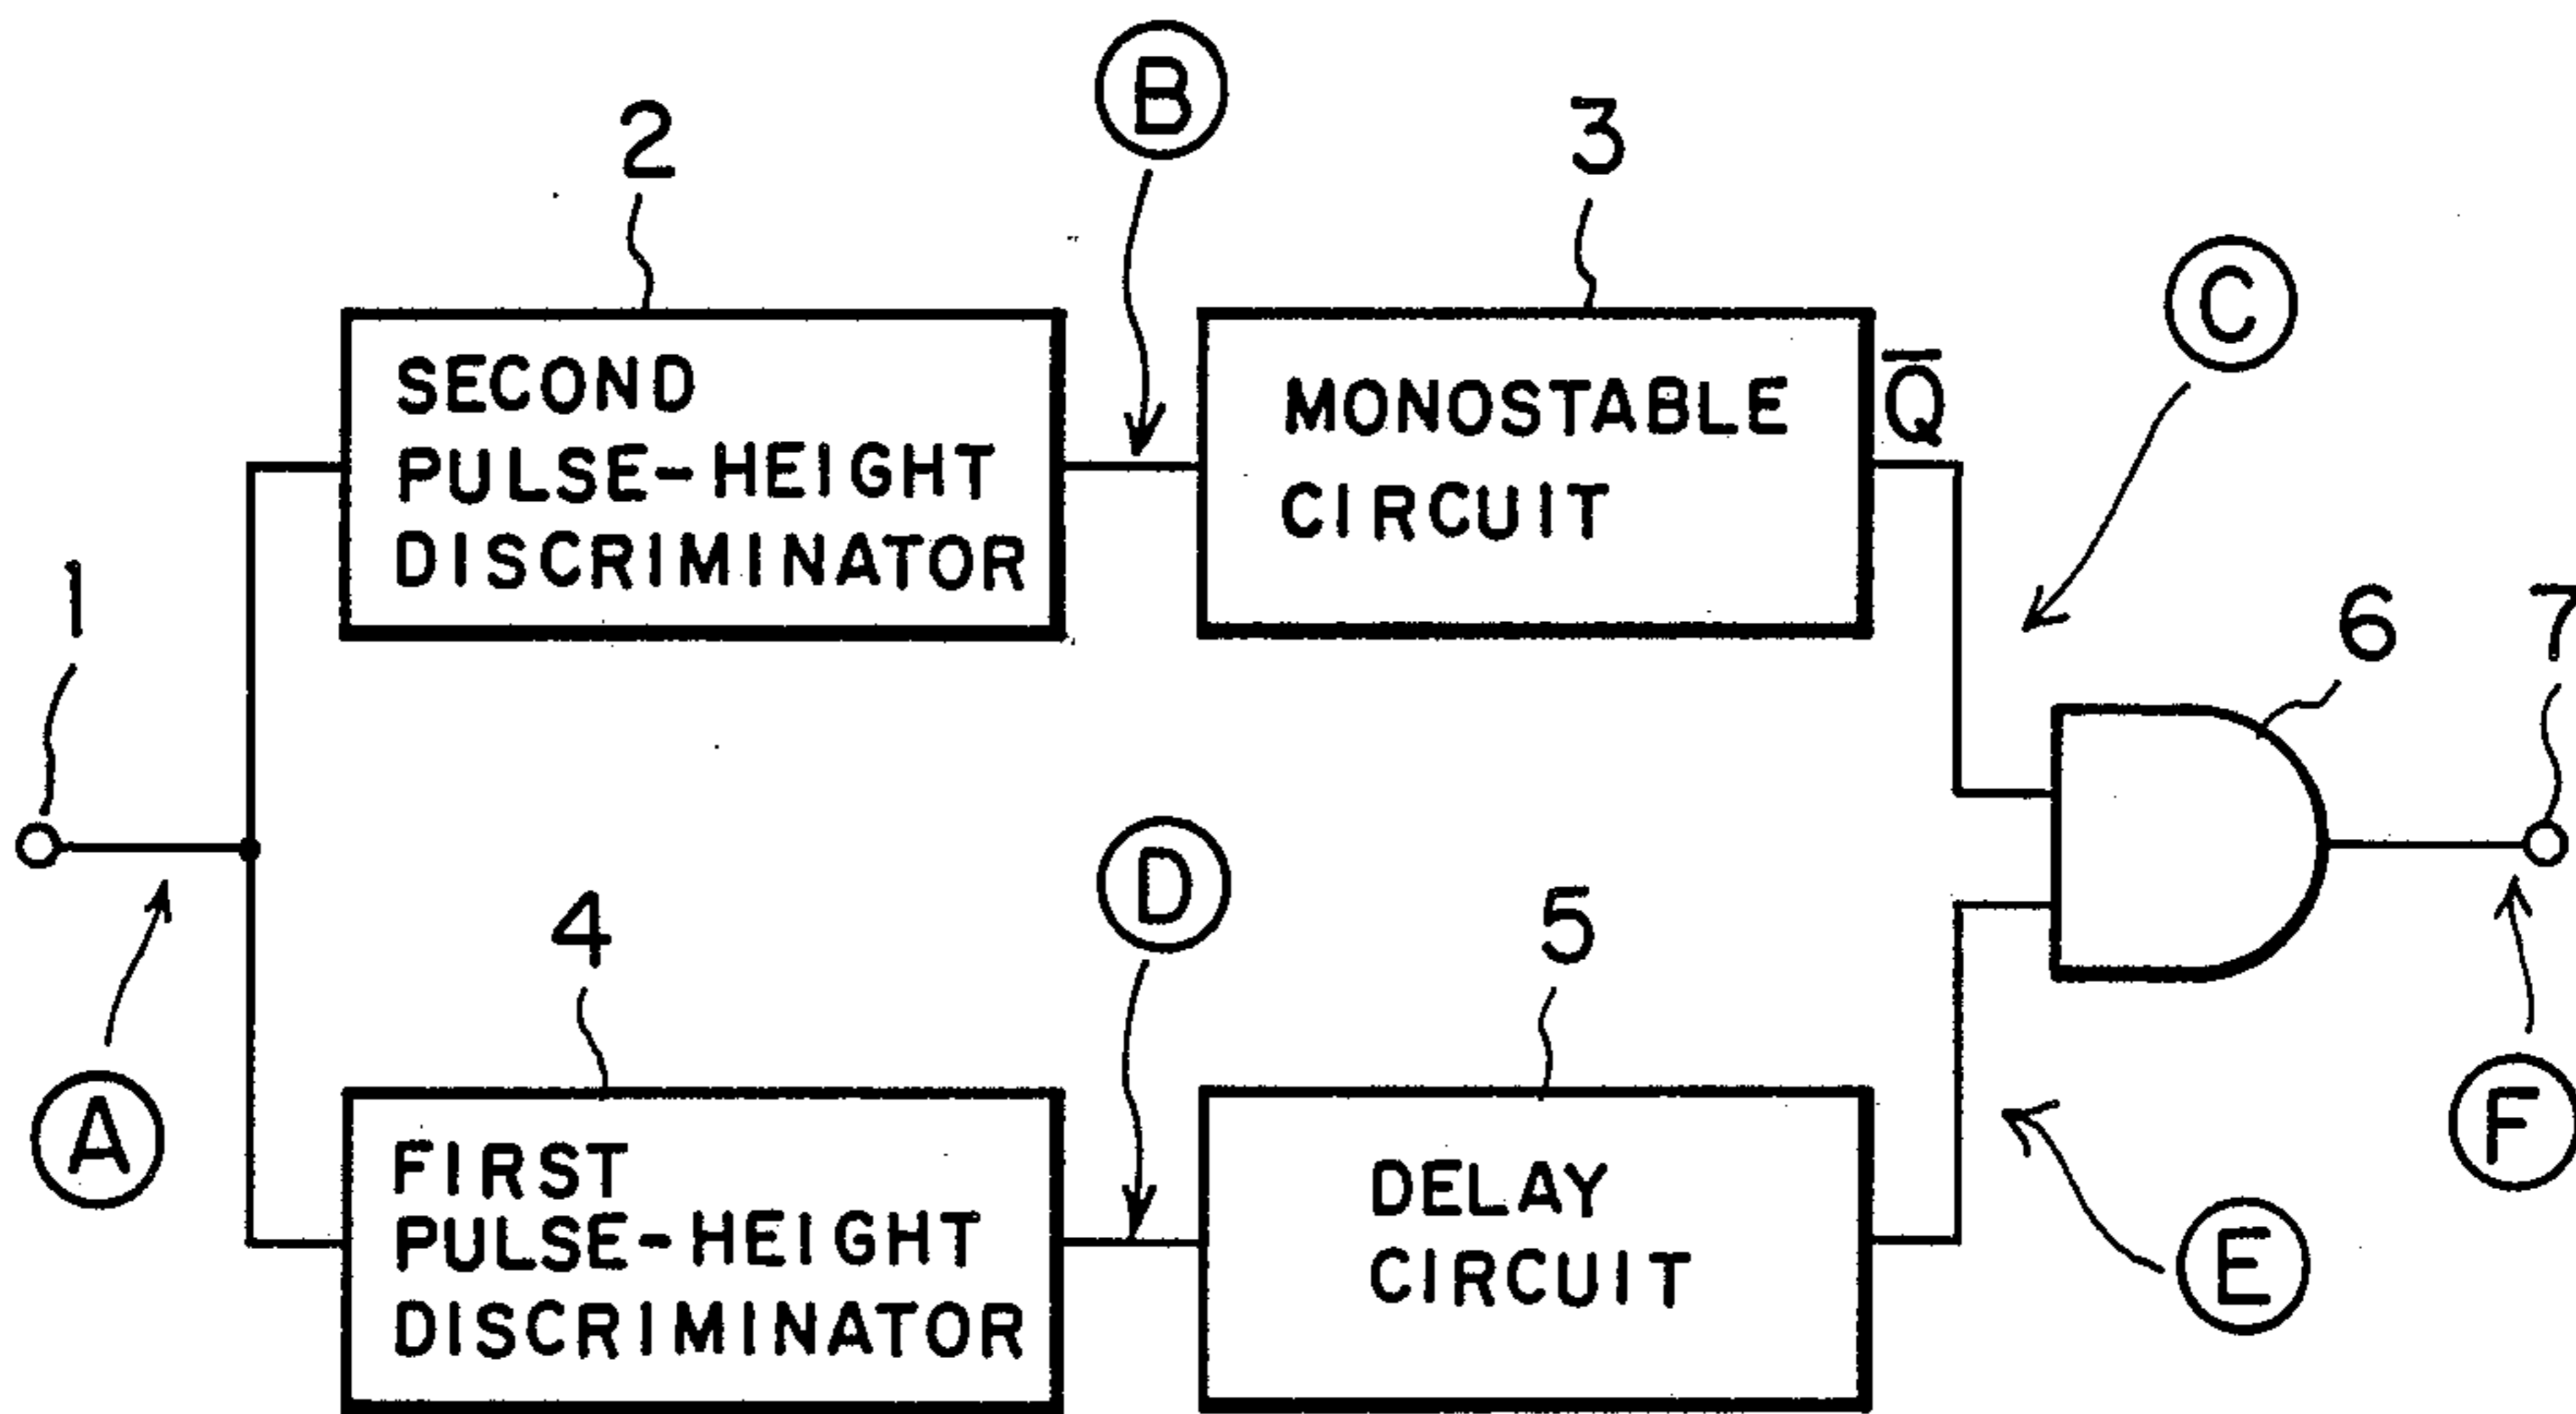 B
2
3
C
SECOND
PULSE-HEIGHT
DISCRIMINATOR
MONOSTABLE
CIRCUIT
Q̅
1
6
7
A
4
D
5
F
FIRST
PULSE-HEIGHT
DISCRIMINATOR
DELAY
CIRCUIT
E